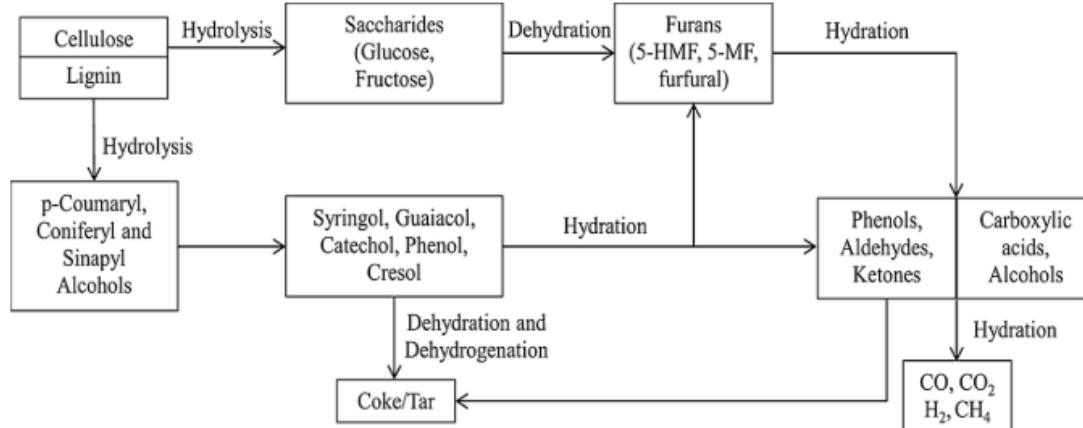 Cellulose
Lignin
Hydrolysis
Saccharides
(Glucose,
Fructose)
Dehydration
Furans
(5-HMF, 5-MF,
furfural)
Hydration
Hydrolysis
p-Coumaryl,
Coniferyl and
Sinapyl
Alcohols
Syringol, Guaiacol,
Catechol, Phenol,
Cresol
Hydration
Phenols,
Aldehydes,
Ketones
Carboxylic
acids,
Alcohols
Dehydration and
Dehydrogenation
Hydration
Coke/Tar
CO, CO₂
H₂, CH₄